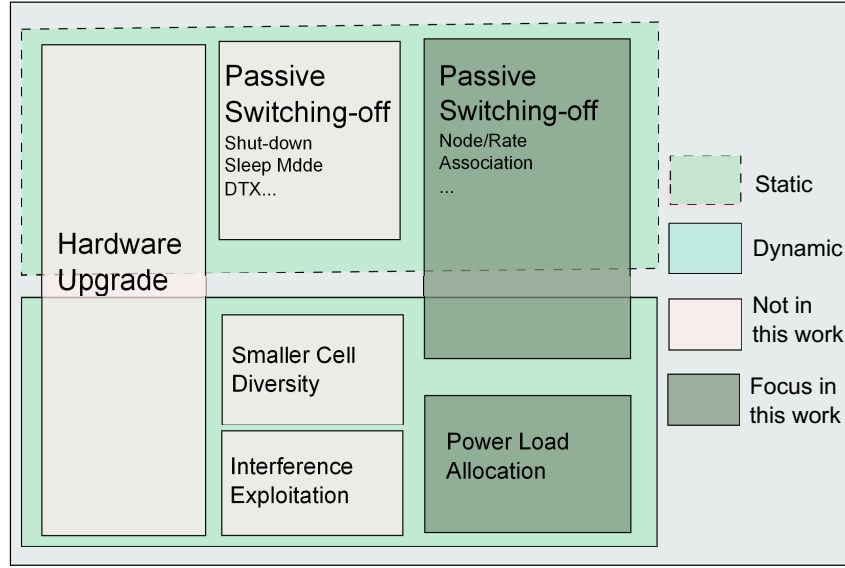 Passive
Switching-off
Shut-down
Sleep Mdde
DTX...
Passive
Switching-off
Node/Rate
Association
...
Hardware
Upgrade
Smaller Cell
Diversity
Interference
Exploitation
Power Load
Allocation
Static
Dynamic
Not in
this work
Focus in
this work